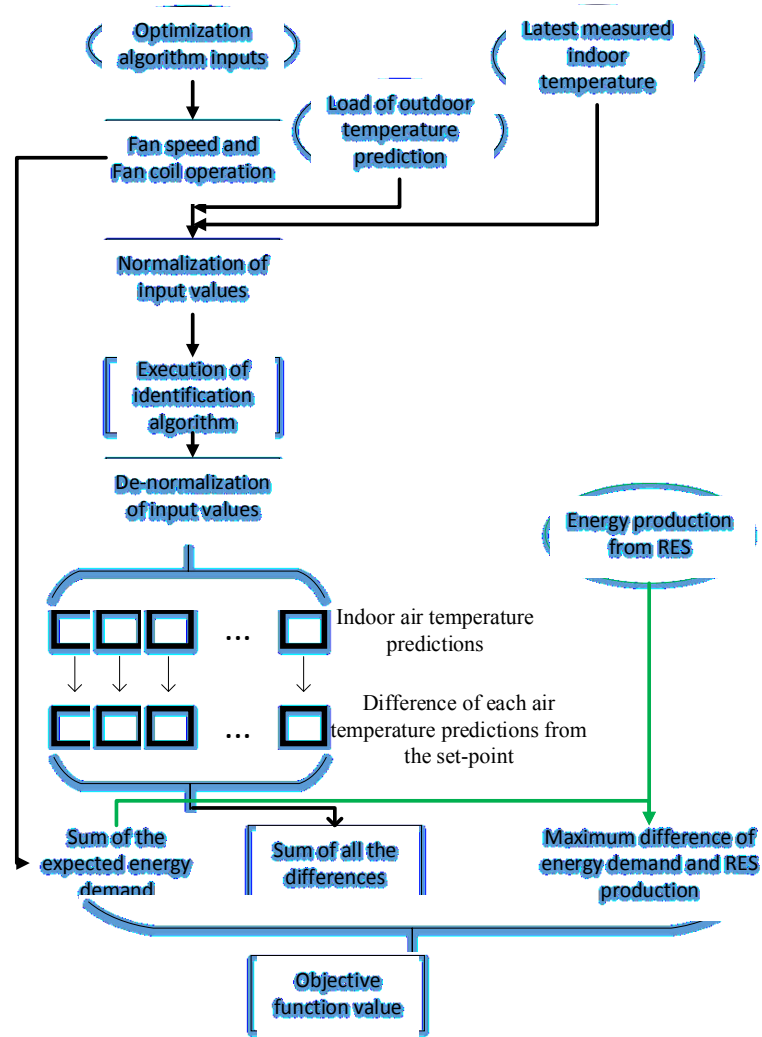 Optimization
algorithm inputs
Latest measured
indoor
temperature
Load of outdoor
temperature
prediction
Fan speed and
Fan coil operation
Normalization of
input values
Execution of
identification
algorithm
De-normalization
of input values
Energy production
from RES
Indoor air temperature
predictions
...
Difference of each air
temperature predictions from
the set-point
...
Sum of the
expected energy
demand
Sum of all the
differences
Maximum difference of
energy demand and RES
production
Objective
function value